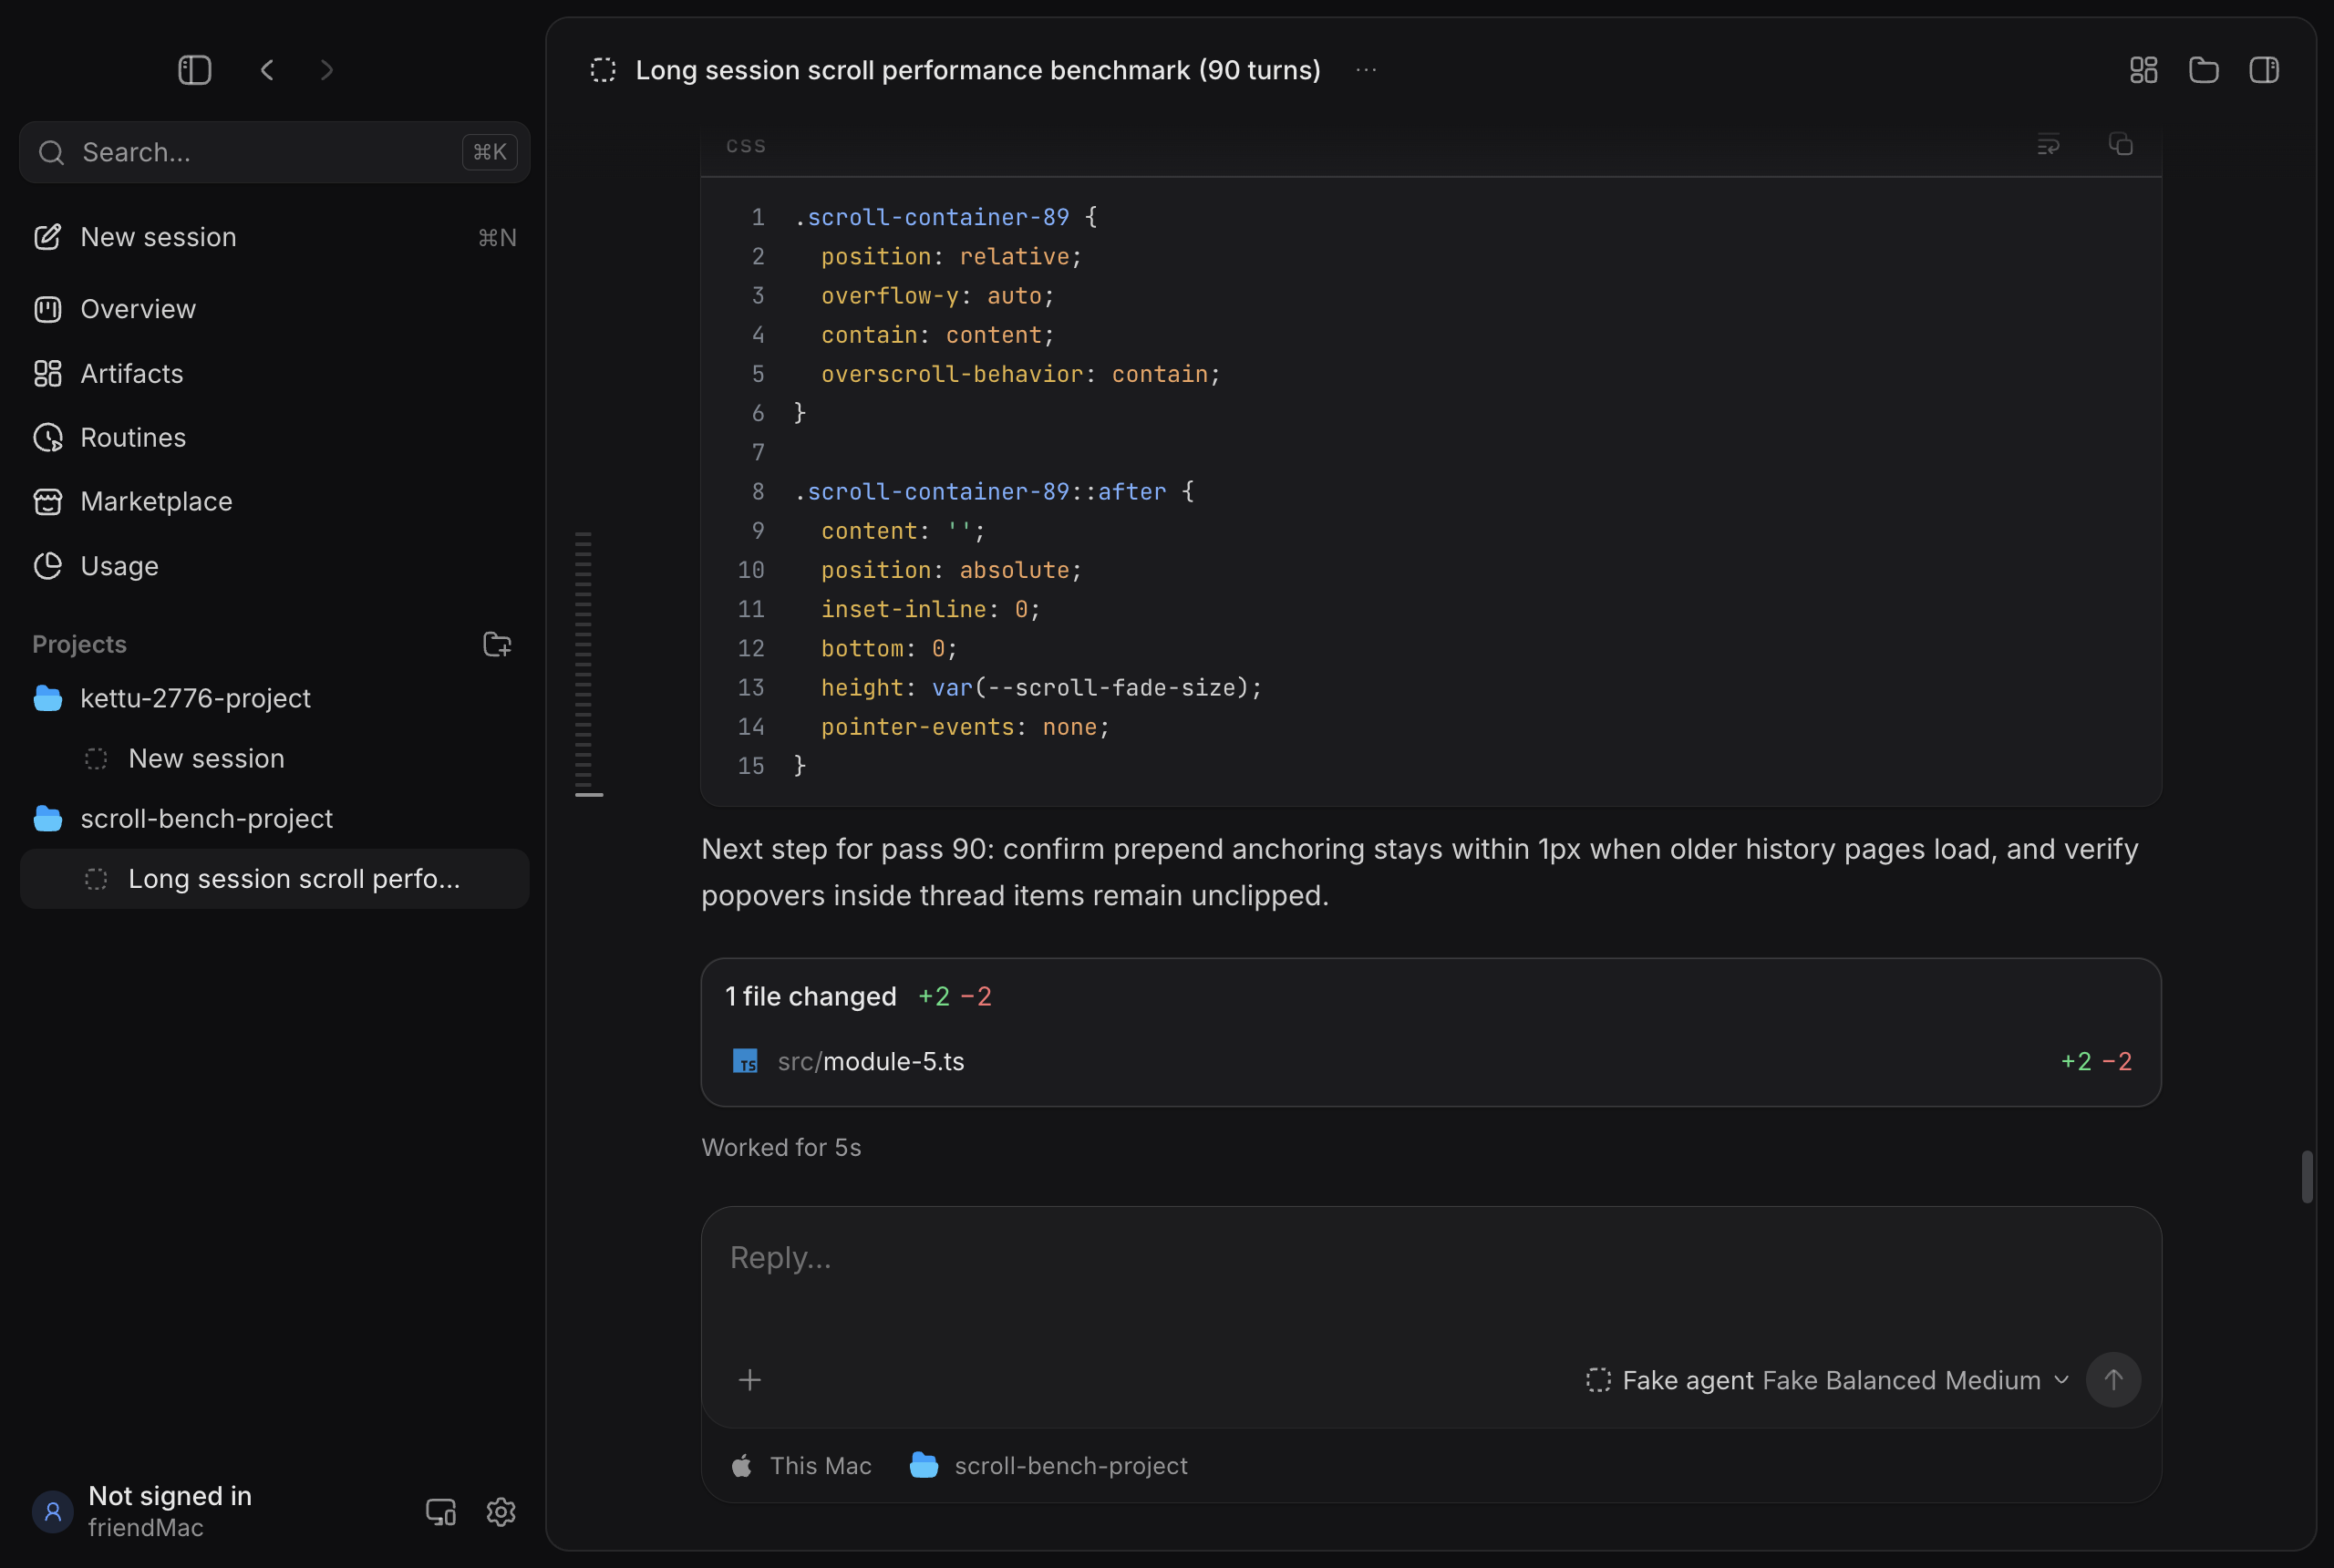 Search...
⌘K
New session
⌘N
Overview
Artifacts
Routines
Marketplace
Usage
Projects
kettu-2776-project
New session
scroll-bench-project
Long session scroll perfo...
Not signed in
friendMac
Long session scroll performance benchmark (90 turns)
css
1 .scroll-container-89 {
2   position: relative;
3   overflow-y: auto;
4   contain: content;
5   overscroll-behavior: contain;
6 }
7
8 .scroll-container-89::after {
9   content: '';
10   position: absolute;
11   inset-inline: 0;
12   bottom: 0;
13   height: var(--scroll-fade-size);
14   pointer-events: none;
15 }
Next step for pass 90: confirm prepend anchoring stays within 1px when older history pages load, and verify
popovers inside thread items remain unclipped.
1 file changed +2 −2
TS src/module-5.ts +2 −2
Worked for 5s
Reply...
Fake agent Fake Balanced Medium
This Mac scroll-bench-project